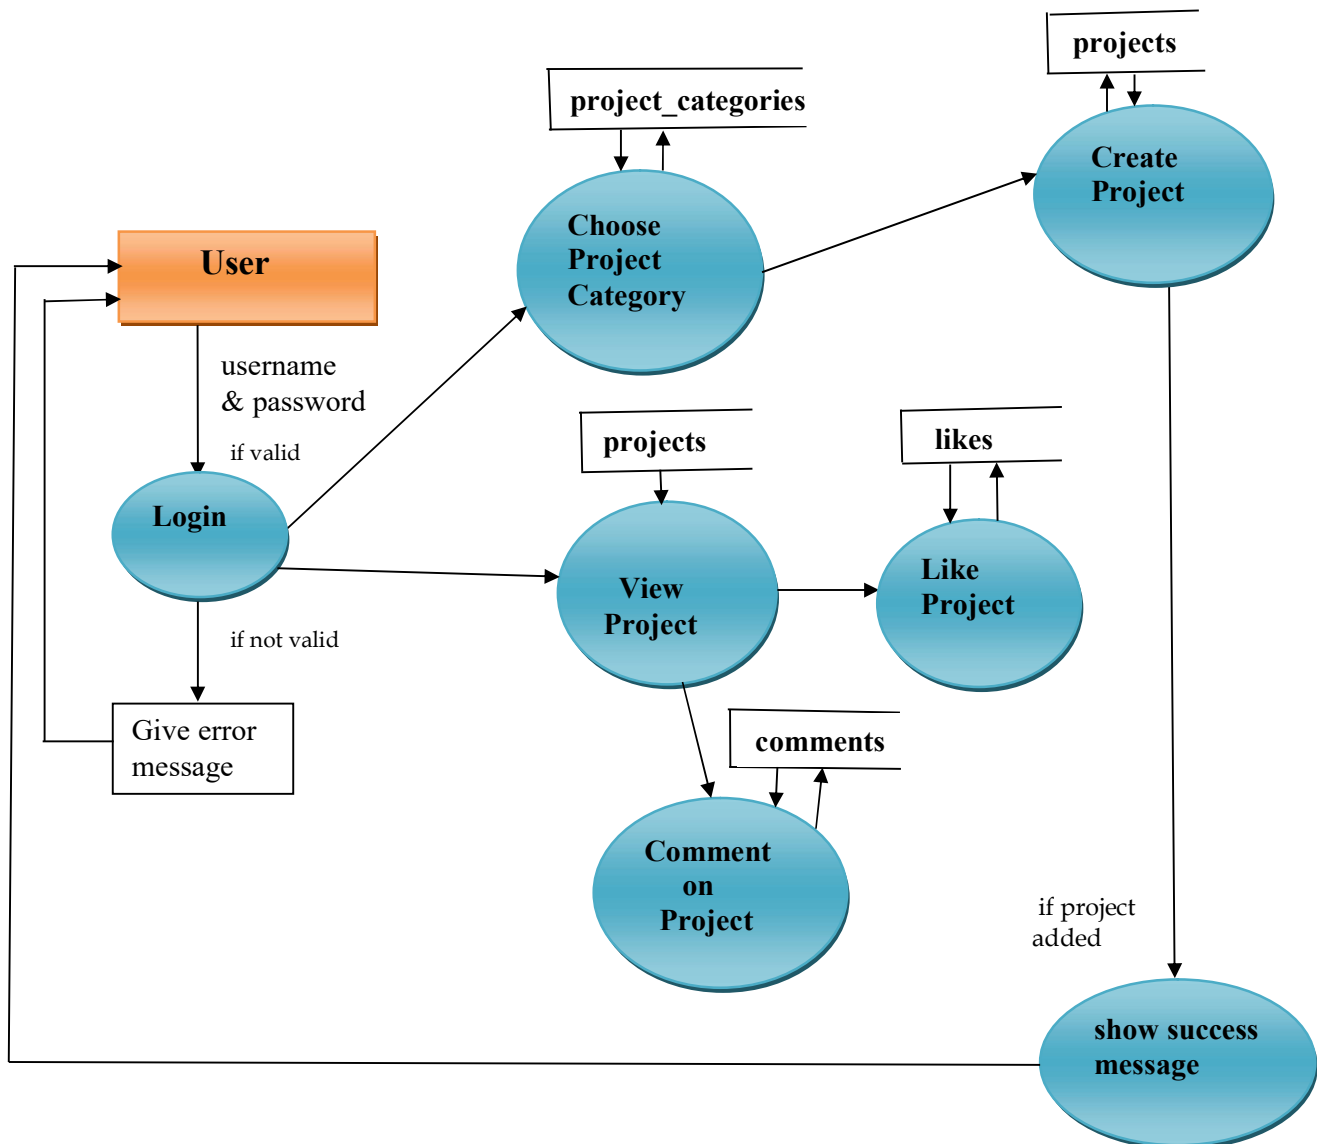 projects
project_categories
Create
Project
Choose
Project
Category
User
username
& password
if valid
projects
likes
Login
View
Project
Like
Project
if not valid
Give error
message
comments
Comment
on
Project
if project
added
show success
message